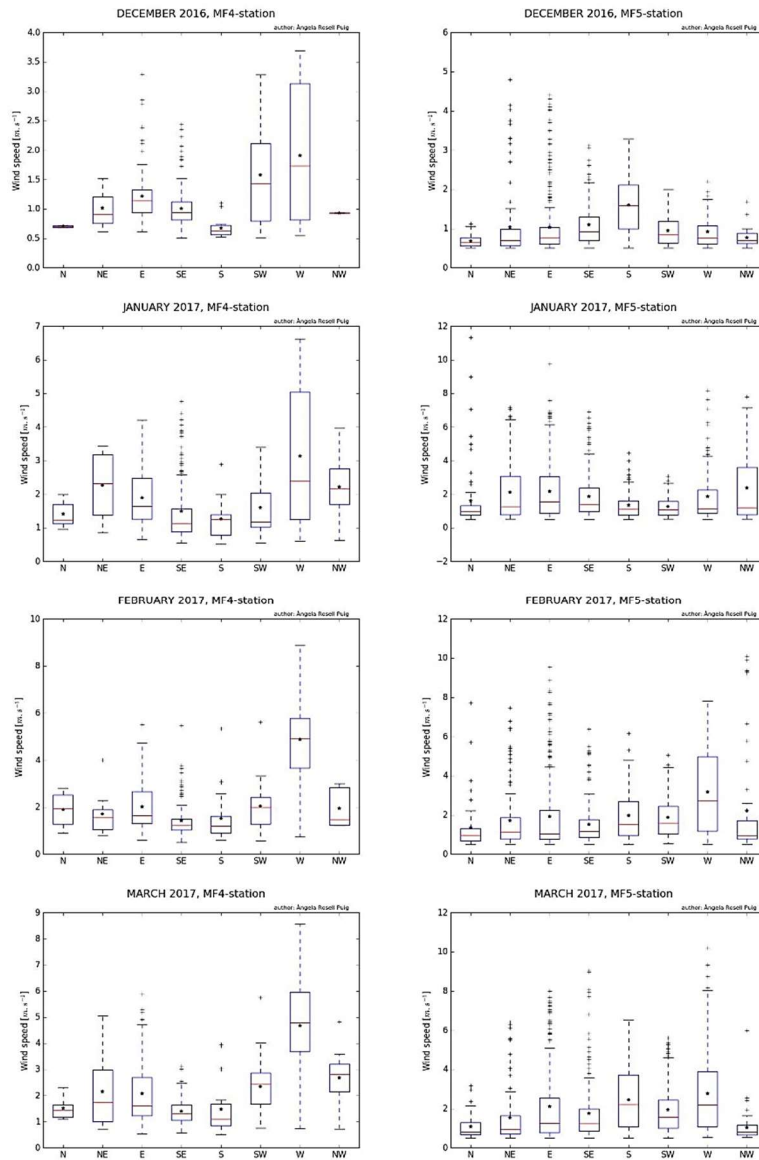 DECEMBER 2016, MF4-station
author: Àngela Resell Puig
Wind speed [m.s⁻¹]
4.0
3.5
3.0
2.5
2.0
1.5
1.0
0.5
0.0
N NE E SE S SW W NW
DECEMBER 2016, MF5-station
author: Àngela Resell Puig
Wind speed [m.s⁻¹]
6
5
4
3
2
1
0
N NE E SE S SW W NW
JANUARY 2017, MF4-station
author: Àngela Resell Puig
Wind speed [m.s⁻¹]
7
6
5
4
3
2
1
0
N NE E SE S SW W NW
JANUARY 2017, MF5-station
author: Àngela Resell Puig
Wind speed [m.s⁻¹]
12
10
8
6
4
2
0
−2
N NE E SE S SW W NW
FEBRUARY 2017, MF4-station
author: Àngela Resell Puig
Wind speed [m.s⁻¹]
10
8
6
4
2
0
N NE E SE S SW W NW
FEBRUARY 2017, MF5-station
author: Àngela Resell Puig
Wind speed [m.s⁻¹]
12
10
8
6
4
2
0
N NE E SE S SW W NW
MARCH 2017, MF4-station
author: Àngela Resell Puig
Wind speed [m.s⁻¹]
9
8
7
6
5
4
3
2
1
0
N NE E SE S SW W NW
MARCH 2017, MF5-station
author: Àngela Resell Puig
Wind speed [m.s⁻¹]
12
10
8
6
4
2
0
N NE E SE S SW W NW